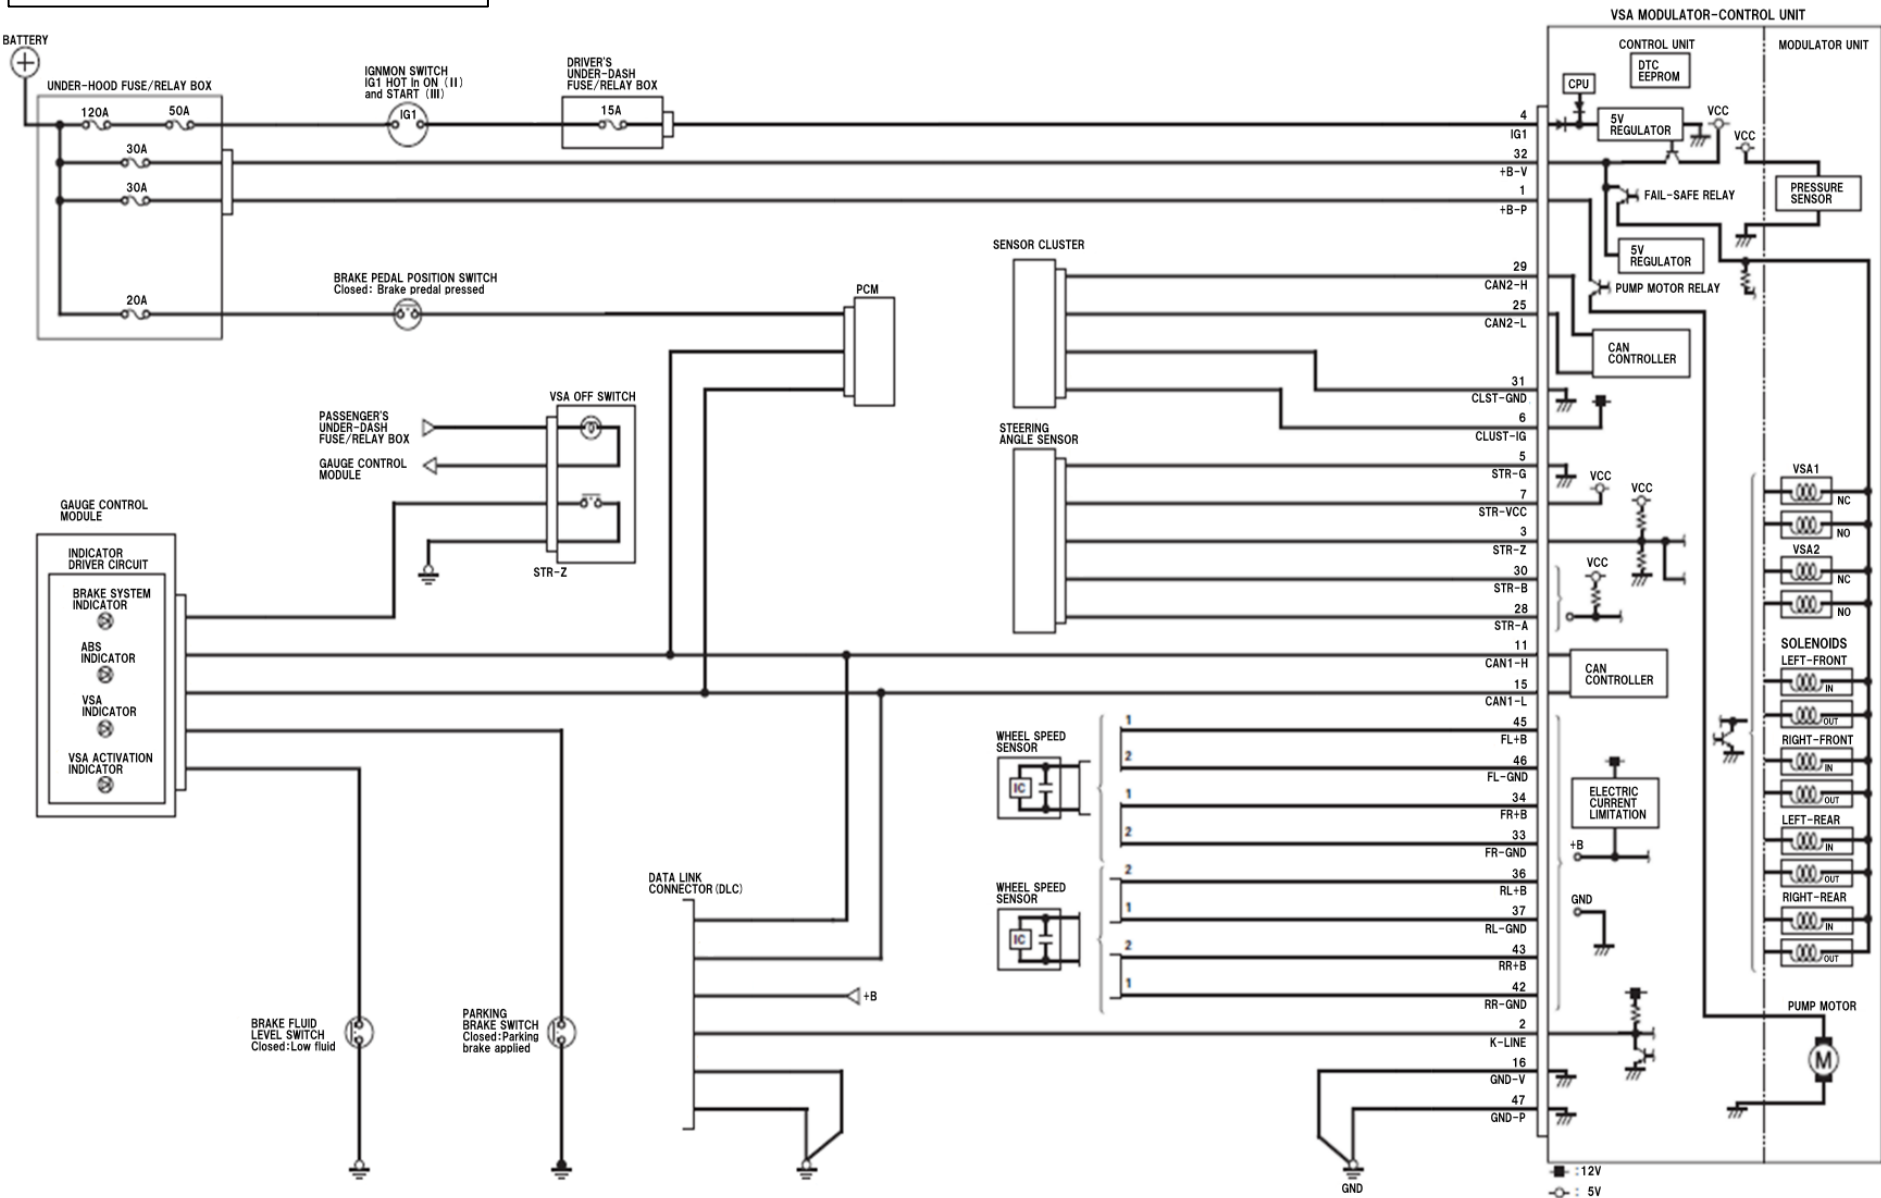 VSA MODULATOR-CONTROL UNIT
BATTERY
UNDER-HOOD FUSE/RELAY BOX
120A
50A
30A
30A
20A
IGNMON SWITCH
IG1 HOT In ON (II)
and START (III)
IG1
DRIVER'S
UNDER-DASH
FUSE/RELAY BOX
15A
BRAKE PEDAL POSITION SWITCH
Closed: Brake predal pressed
PCM
VSA OFF SWITCH
PASSENGER'S
UNDER-DASH
FUSE/RELAY BOX
GAUGE CONTROL
MODULE
STR-Z
GAUGE CONTROL
MODULE
INDICATOR
DRIVER CIRCUIT
BRAKE SYSTEM
INDICATOR
ABS
INDICATOR
VSA
INDICATOR
VSA ACTIVATION
INDICATOR
BRAKE FLUID
LEVEL SWITCH
Closed:Low fluid
PARKING
BRAKE SWITCH
Closed:Parking
brake applied
DATA LINK
CONNECTOR(DLC)
+B
SENSOR CLUSTER
STEERING
ANGLE SENSOR
WHEEL SPEED
SENSOR
IC
1
2
1
2
WHEEL SPEED
SENSOR
IC
2
1
2
1
4
IG1
32
+B-V
1
+B-P
29
CAN2-H
25
CAN2-L
31
CLST-GND
6
CLUST-IG
5
STR-G
7
STR-VCC
3
STR-Z
30
STR-B
28
STR-A
11
CAN1-H
15
CAN1-L
45
FL+B
46
FL-GND
34
FR+B
33
FR-GND
36
RL+B
37
RL-GND
43
RR+B
42
RR-GND
2
K-LINE
16
GND-V
47
GND-P
GND
CONTROL UNIT
DTC
EEPROM
CPU
5V
REGULATOR
VCC
VCC
FAIL-SAFE RELAY
5V
REGULATOR
PUMP MOTOR RELAY
CAN
CONTROLLER
VCC
VCC
VCC
CAN
CONTROLLER
ELECTRIC
CURRENT
LIMITATION
+B
GND
MODULATOR UNIT
PRESSURE
SENSOR
VSA1
NC
NO
VSA2
NC
NO
SOLENOIDS
LEFT-FRONT
IN
OUT
RIGHT-FRONT
IN
OUT
LEFT-REAR
IN
OUT
RIGHT-REAR
IN
OUT
PUMP MOTOR
M
: 12V
: 5V